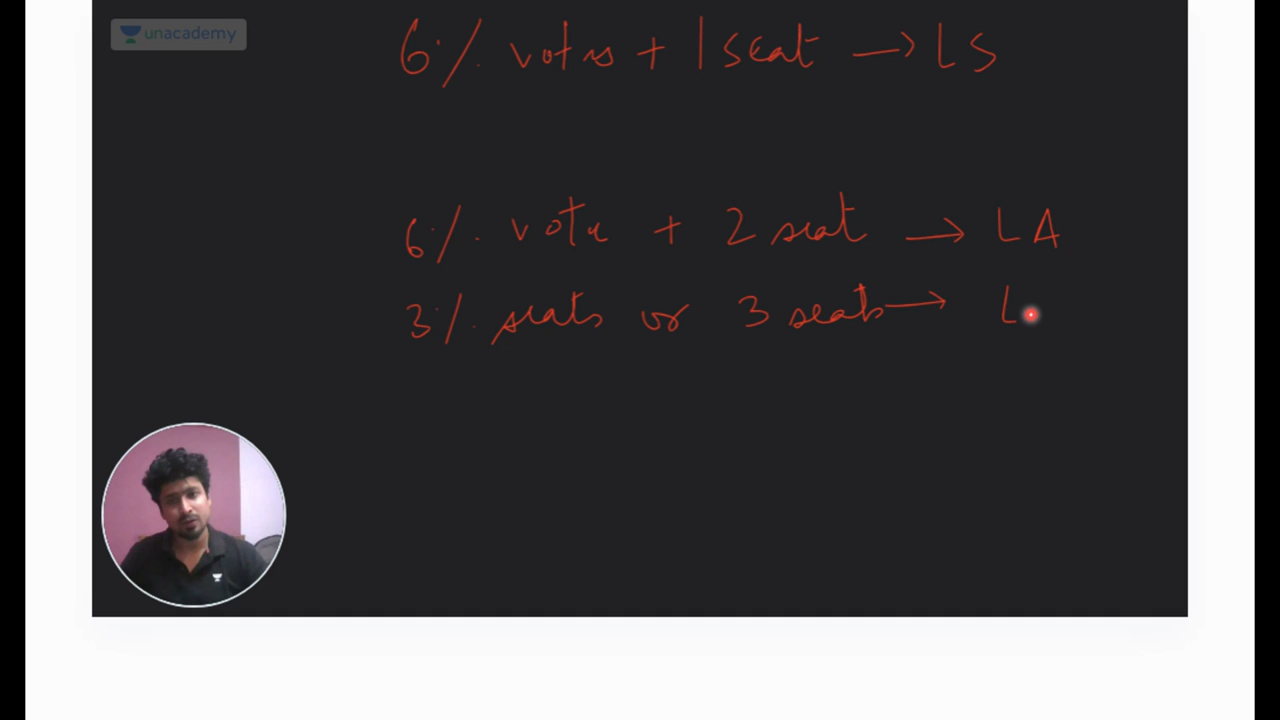 unacademy
6% votes + 1 seat → LS
6% vote + 2 seat → LA
3% seats or 3 seats → L